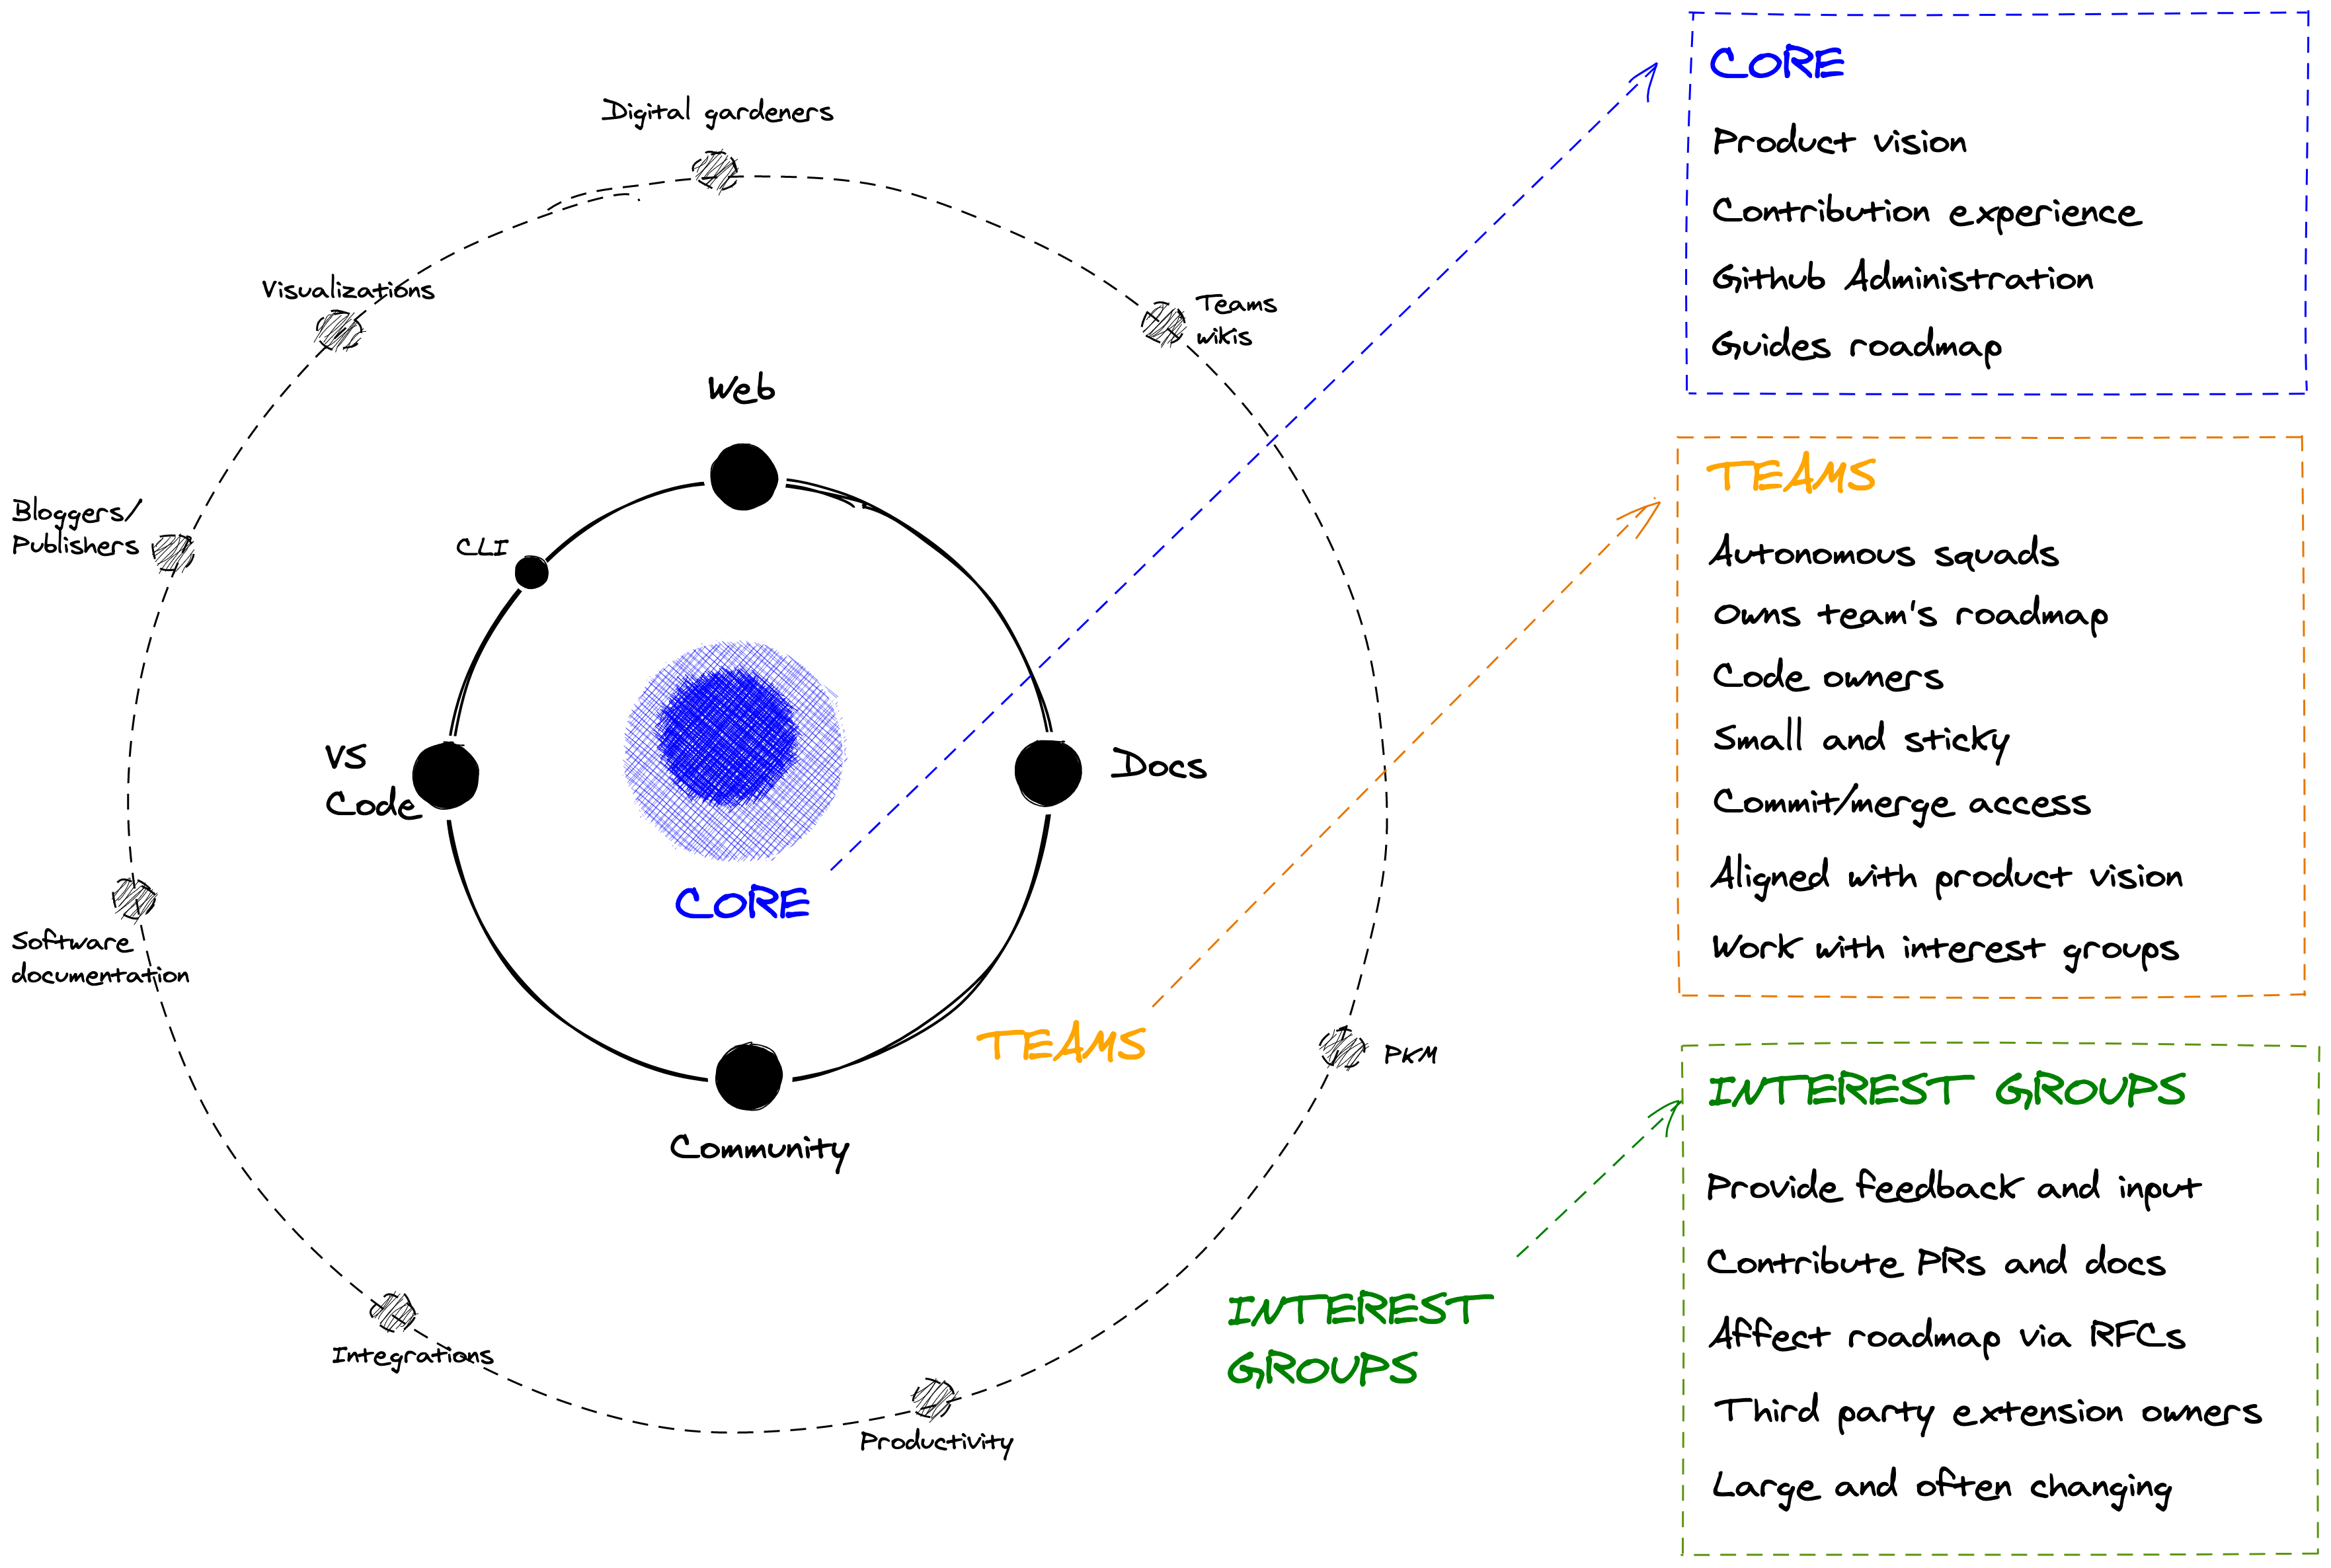 Digital gardeners
Visualizations
Teams
wikis
Web
Bloggers/
Publishers
CLI
VS
Code
Docs
CORE
Software
documentation
TEAMS
PKM
Community
INTEREST
GROUPS
Integrations
Productivity
CORE
Product vision
Contribution experience
Github Administration
Guides roadmap
TEAMS
Autonomous squads
Owns team's roadmap
Code owners
Small and sticky
Commit/merge access
Aligned with product vision
Work with interest groups
INTEREST GROUPS
Provide feedback and input
Contribute PRs and docs
Affect roadmap via RFCs
Third party extension owners
Large and often changing